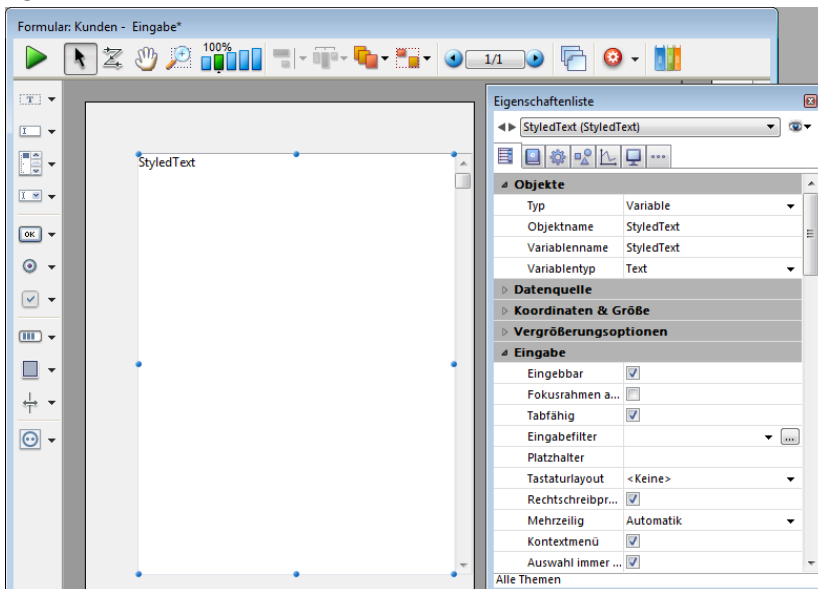 Formular: Kunden - Eingabe*
100%
1/1
T
I
I
OK
StyledText
Eigenschaftenliste
StyledText (StyledText)
Objekte
Typ Variable
Objektname StyledText
Variablenname StyledText
Variablentyp Text
Datenquelle
Koordinaten & Größe
Vergrößerungsoptionen
Eingabe
Eingebbar
Fokusrahmen a...
Tabfähig
Eingabefilter ...
Platzhalter
Tastaturlayout <Keine>
Rechtschreibpr...
Mehrzeilig Automatik
Kontextmenü
Auswahl immer ...
Alle Themen